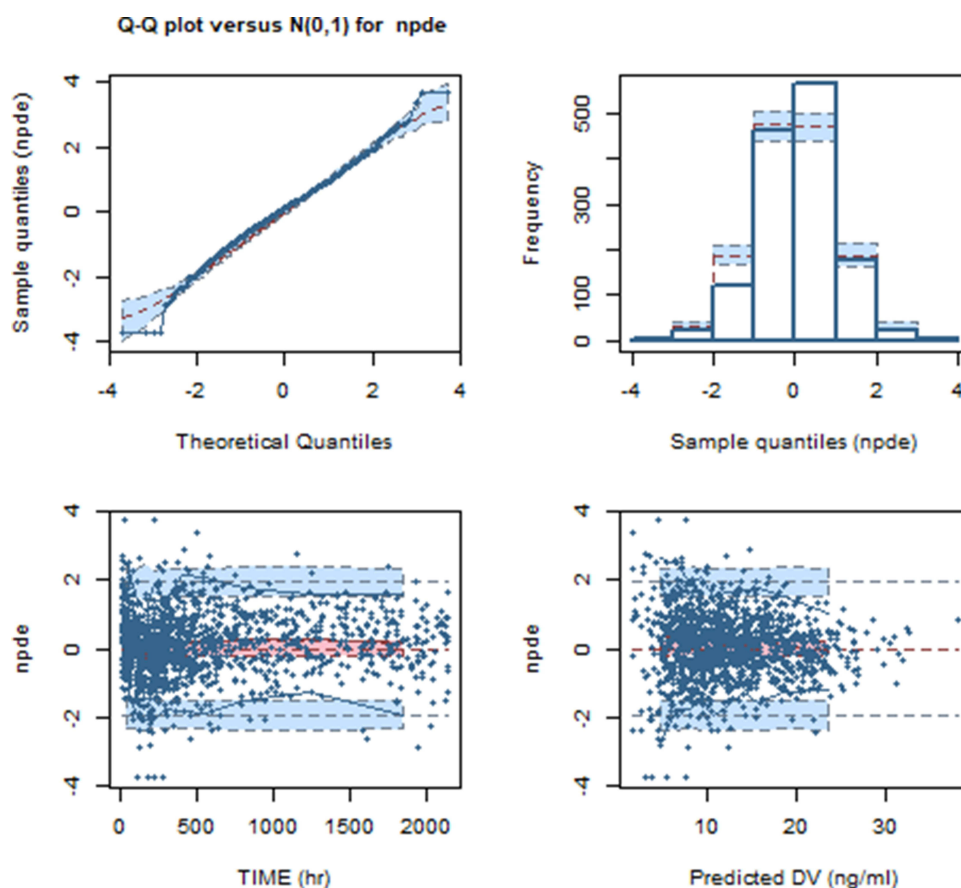 Q-Q plot versus N(0,1) for npde
Sample quantiles (npde)
4
2
0
-2
-4
-4 -2 0 2 4
Theoretical Quantiles
Frequency
500
300
100
0
-4 -2 0 2 4
Sample quantiles (npde)
npde
4
2
0
-2
-4
0 500 1000 1500 2000
TIME (hr)
npde
4
2
0
-2
-4
10 20 30
Predicted DV (ng/ml)